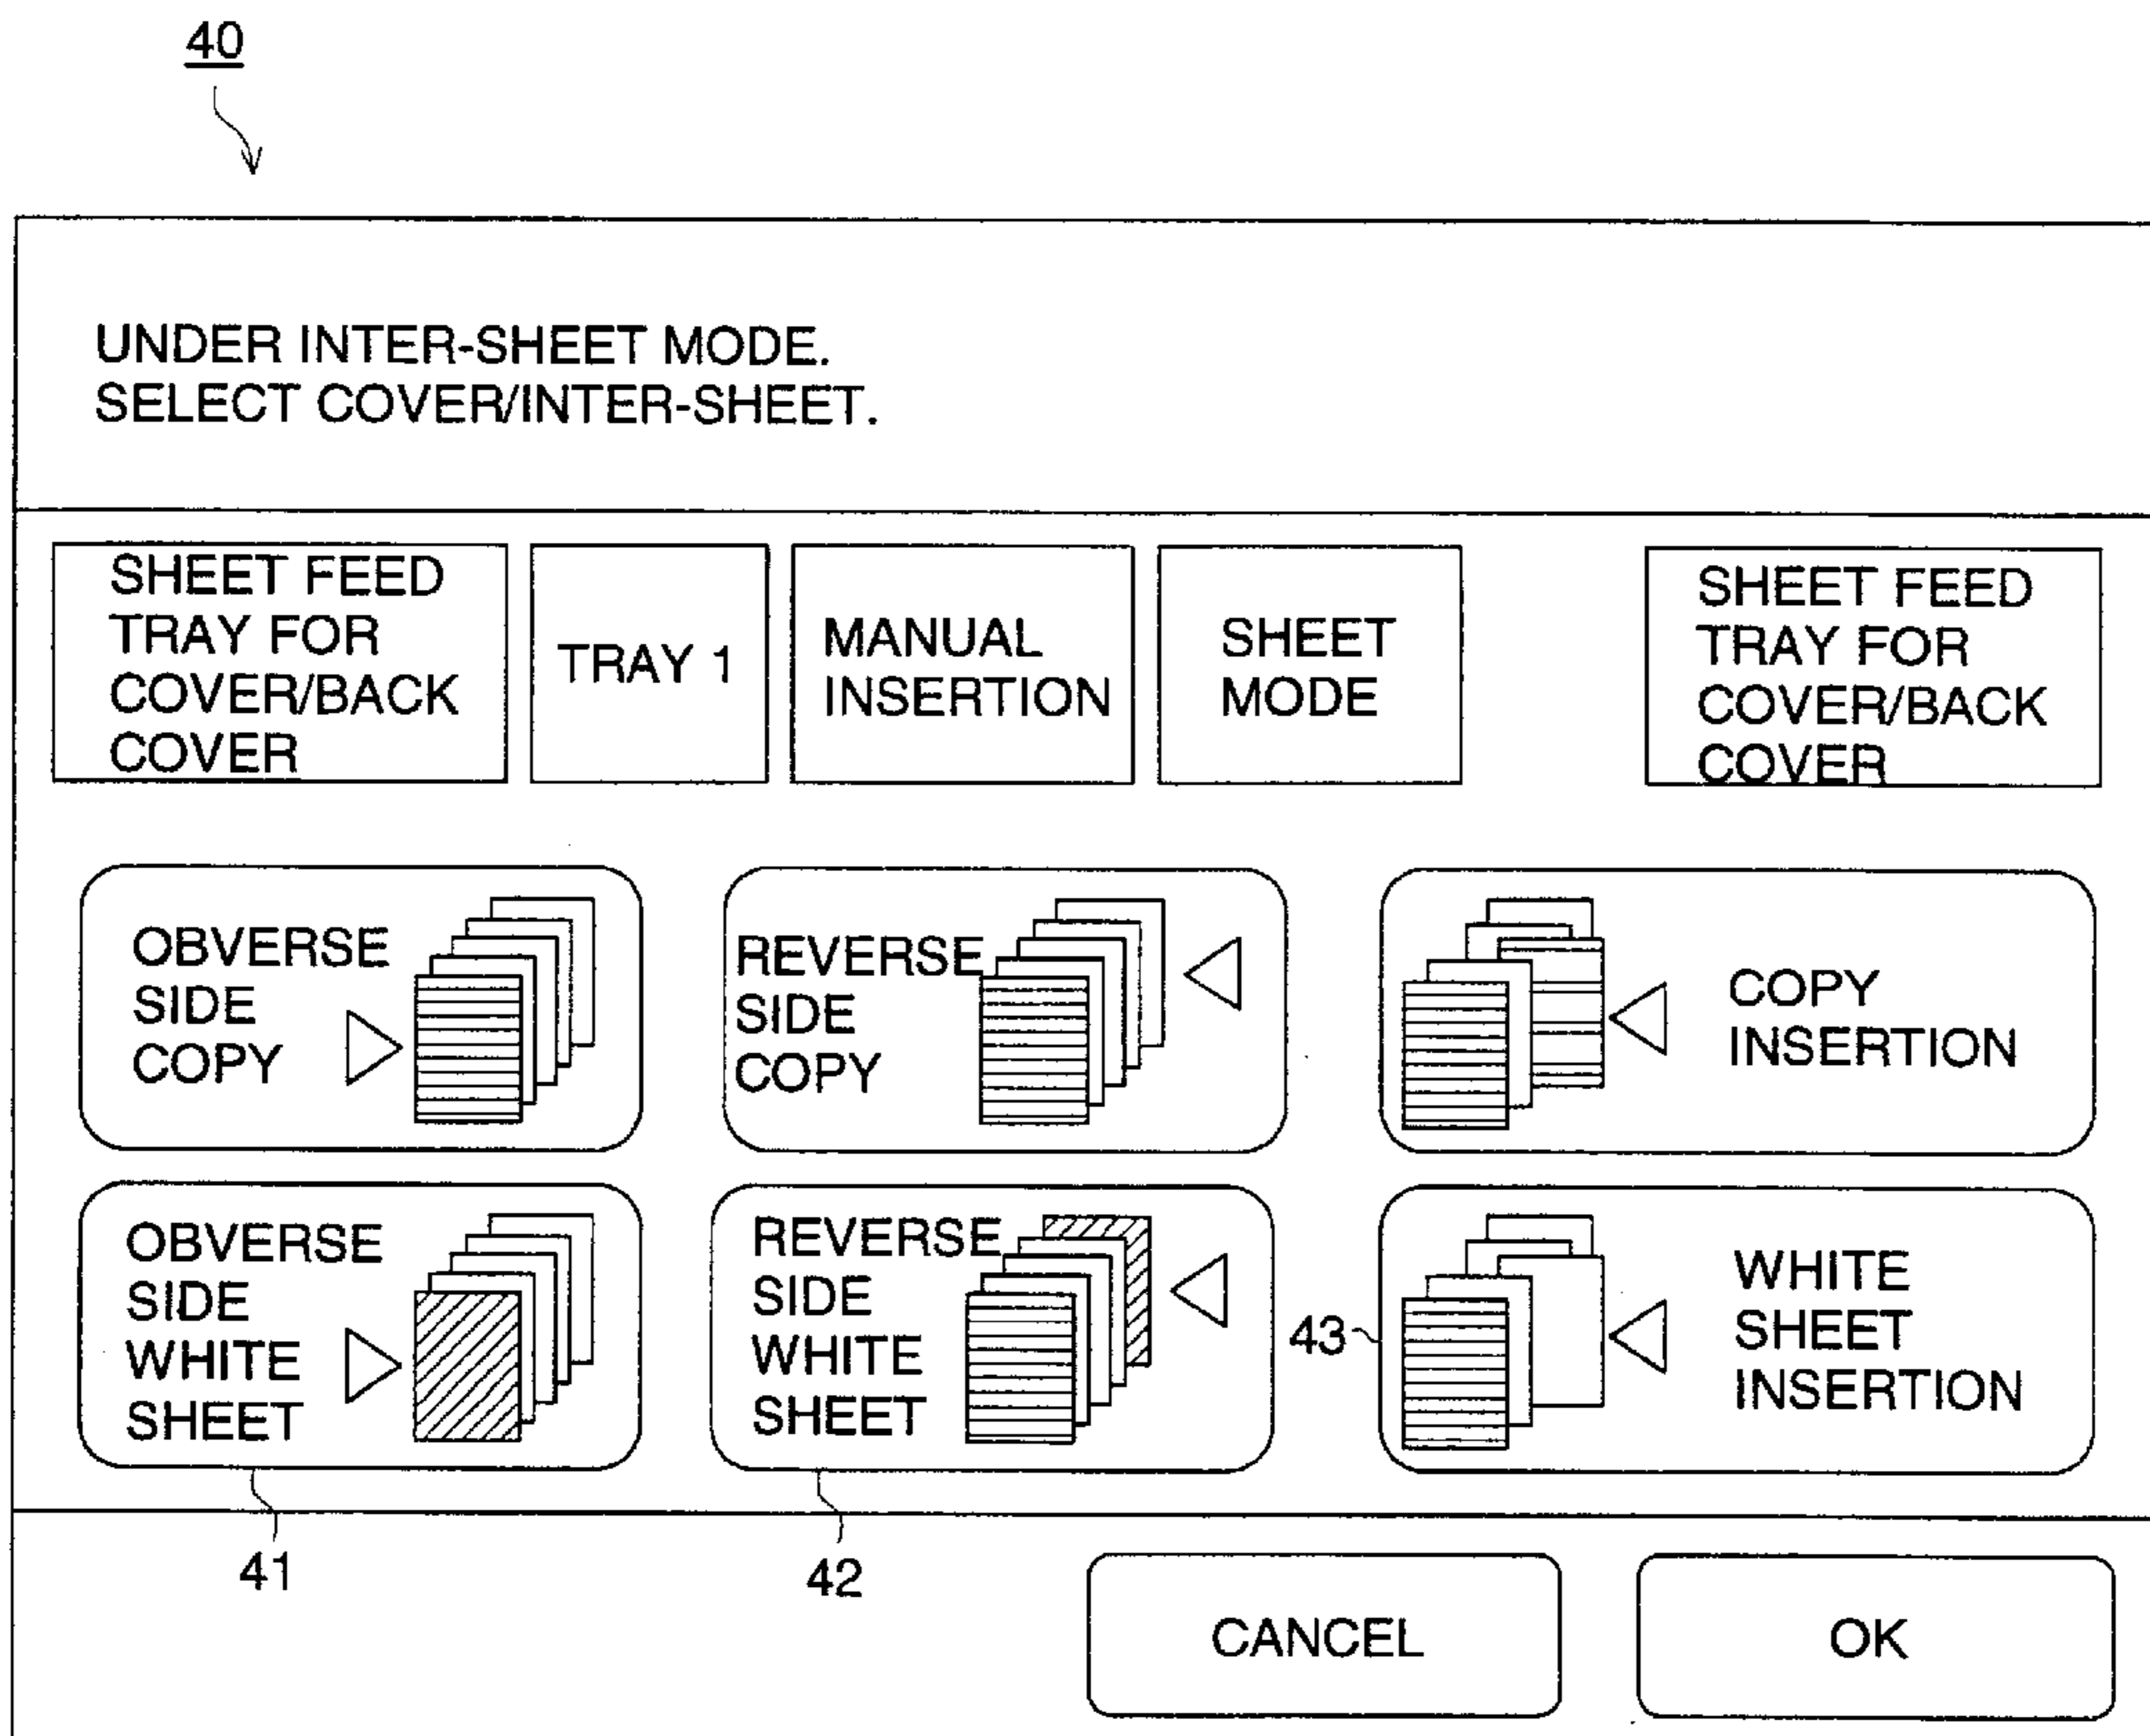 40
UNDER INTER-SHEET MODE.
SELECT COVER/INTER-SHEET.
SHEET FEED
TRAY FOR
COVER/BACK
COVER
TRAY 1
MANUAL
INSERTION
SHEET
MODE
SHEET FEED
TRAY FOR
COVER/BACK
COVER
OBVERSE
SIDE
COPY
REVERSE
SIDE
COPY
COPY
INSERTION
OBVERSE
SIDE
WHITE
SHEET
REVERSE
SIDE
WHITE
SHEET
43
WHITE
SHEET
INSERTION
41
42
CANCEL
OK